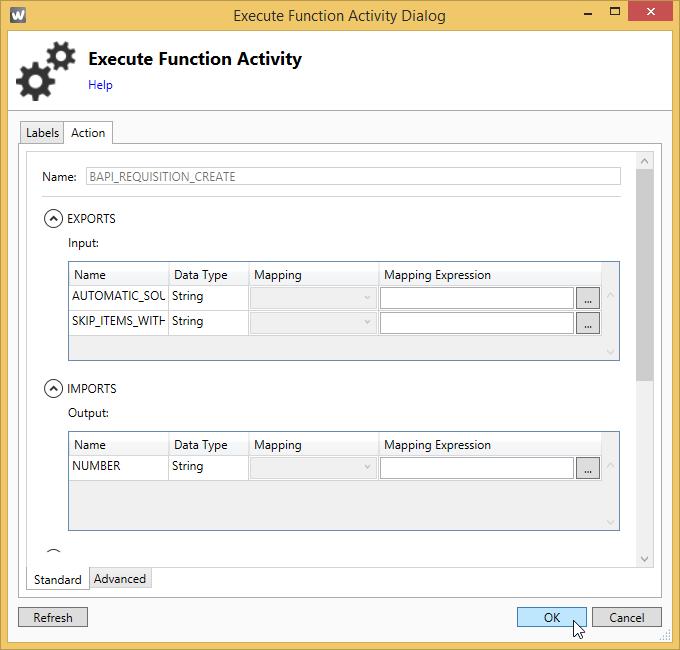 W
Execute Function Activity Dialog
Execute Function Activity
Help
Labels Action
Name: BAPI_REQUISITION_CREATE
EXPORTS
Input:
Name Data Type Mapping Mapping Expression
AUTOMATIC_SOU String ...
SKIP_ITEMS_WITH String ...
IMPORTS
Output:
Name Data Type Mapping Mapping Expression
NUMBER String ...
Standard Advanced
Refresh OK Cancel